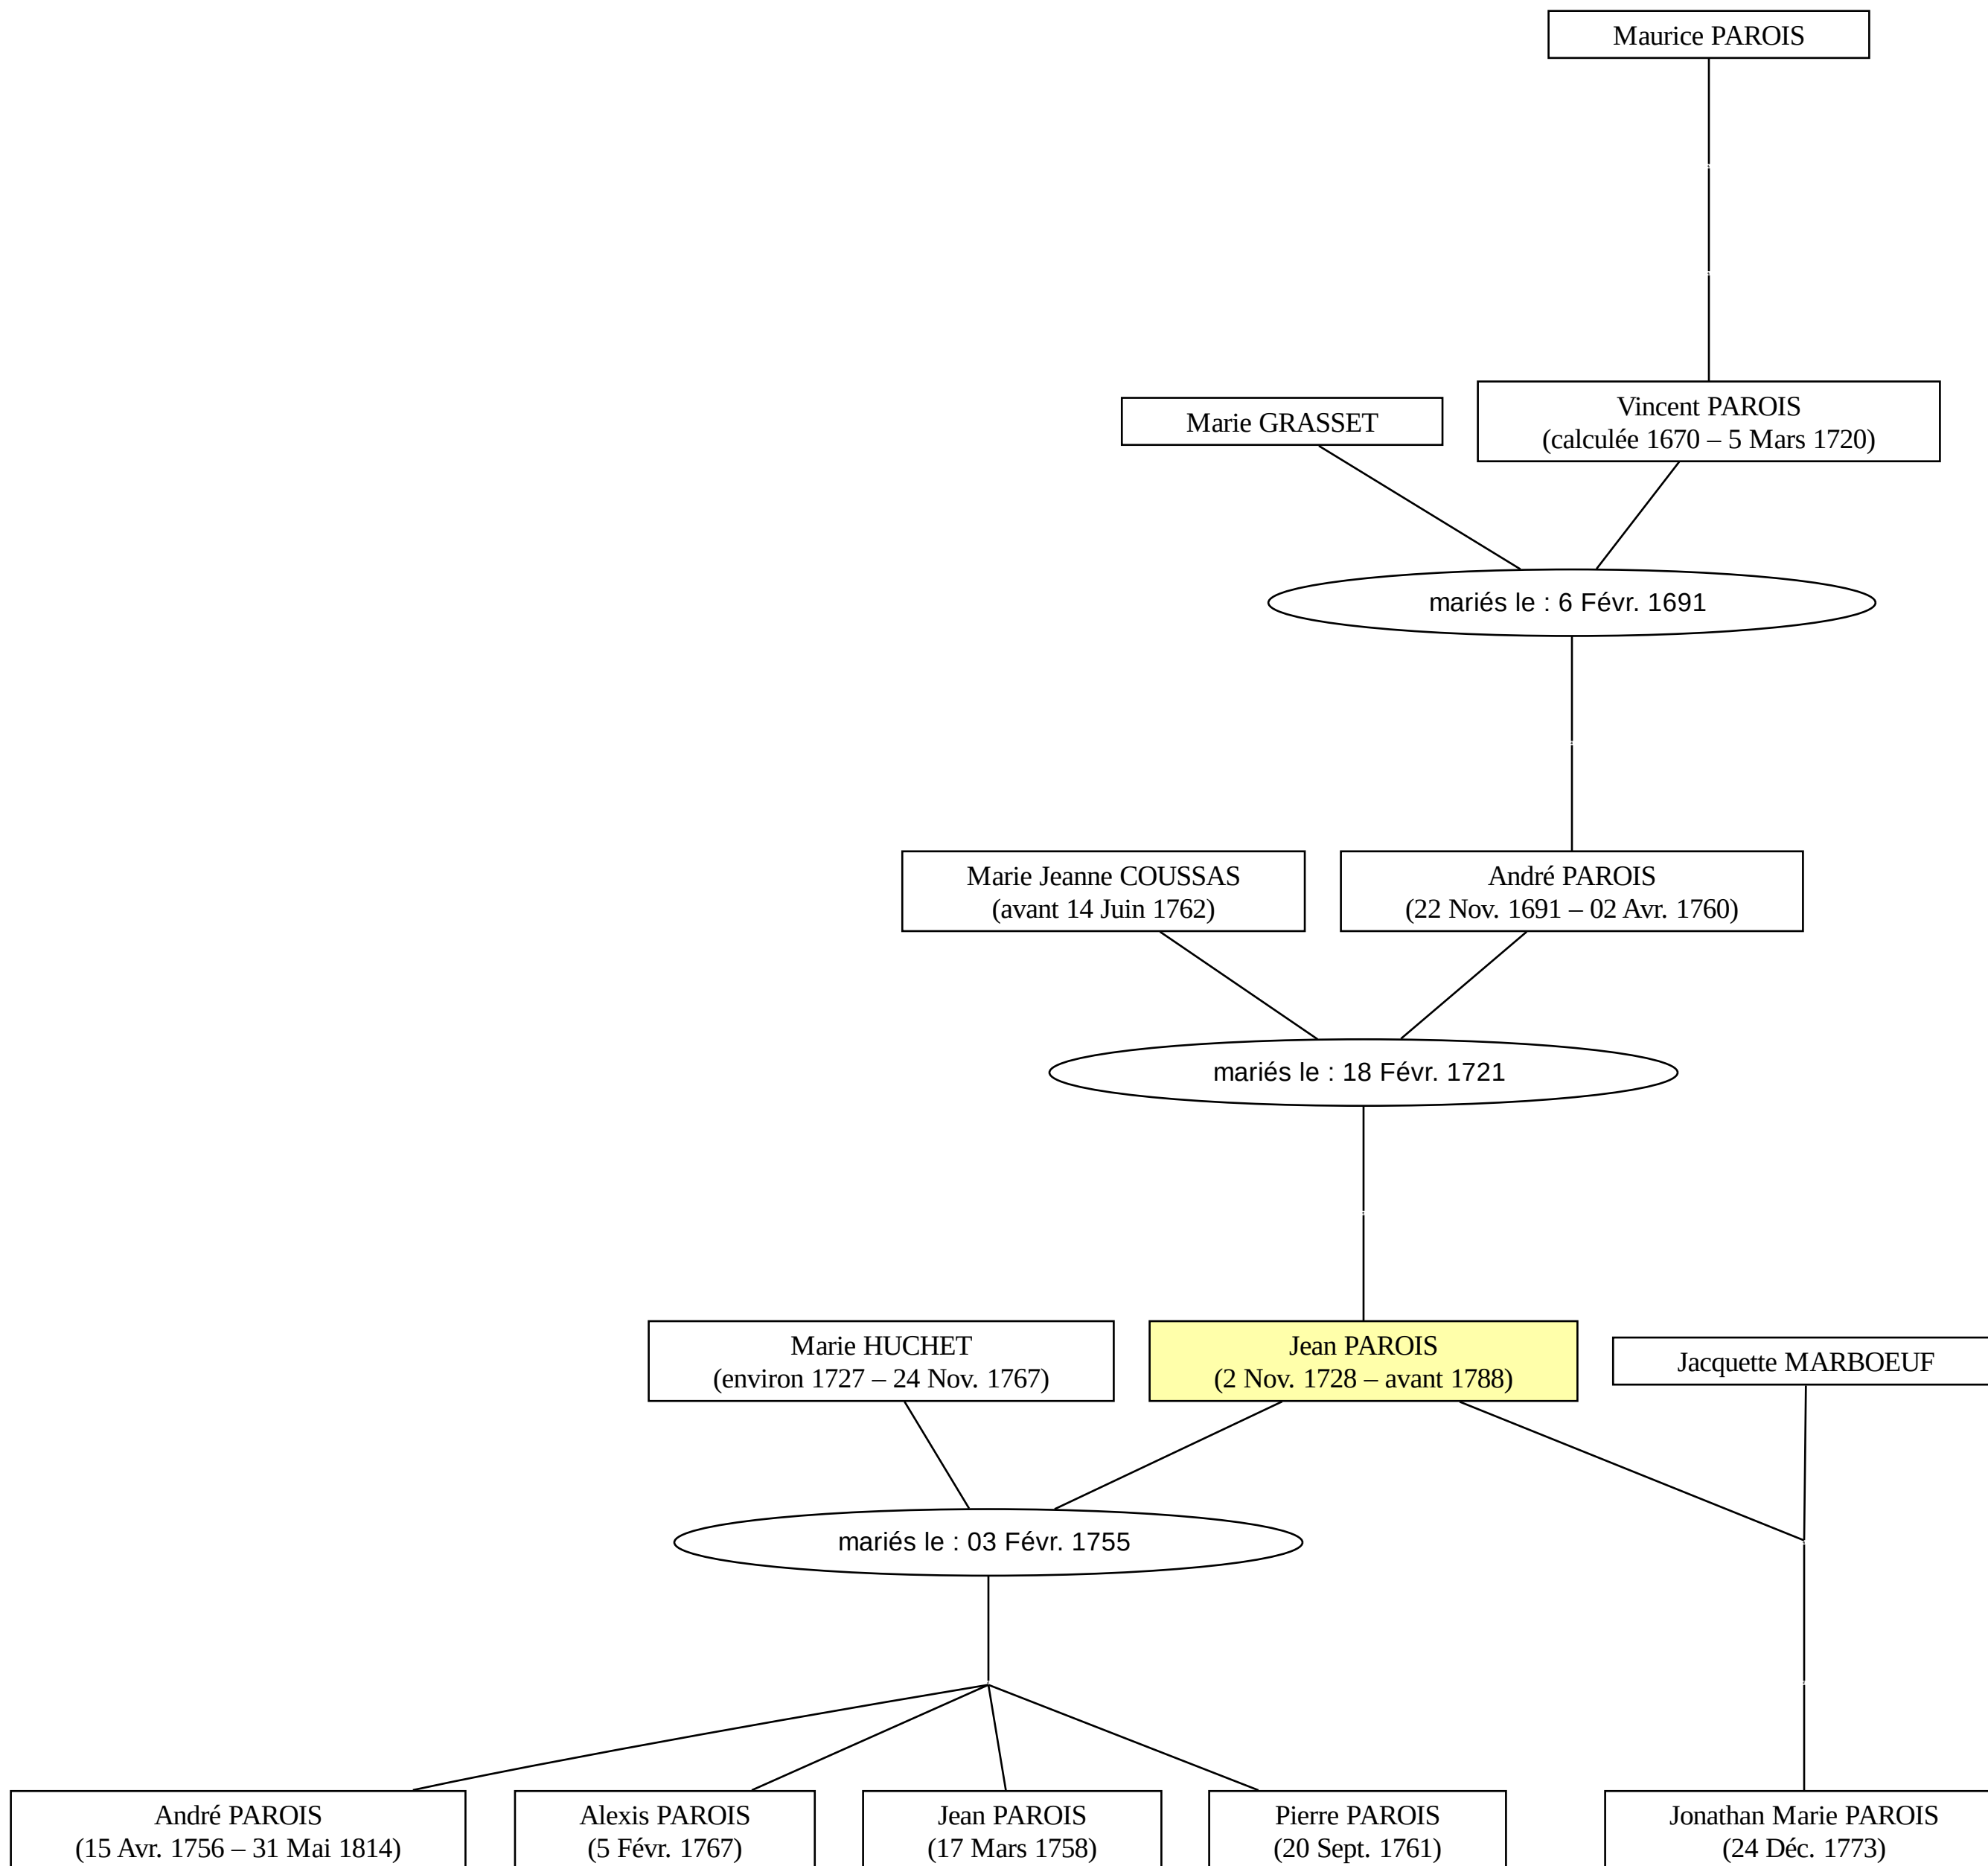 Maurice PAROIS
Marie GRASSET
Vincent PAROIS
(calculée 1670 – 5 Mars 1720)
mariés le : 6 Févr. 1691
Marie Jeanne COUSSAS
(avant 14 Juin 1762)
André PAROIS
(22 Nov. 1691 – 02 Avr. 1760)
mariés le : 18 Févr. 1721
Marie HUCHET
(environ 1727 – 24 Nov. 1767)
Jean PAROIS
(2 Nov. 1728 – avant 1788)
Jacquette MARBOEUF
mariés le : 03 Févr. 1755
André PAROIS
(15 Avr. 1756 – 31 Mai 1814)
Alexis PAROIS
(5 Févr. 1767)
Jean PAROIS
(17 Mars 1758)
Pierre PAROIS
(20 Sept. 1761)
Jonathan Marie PAROIS
(24 Déc. 1773)